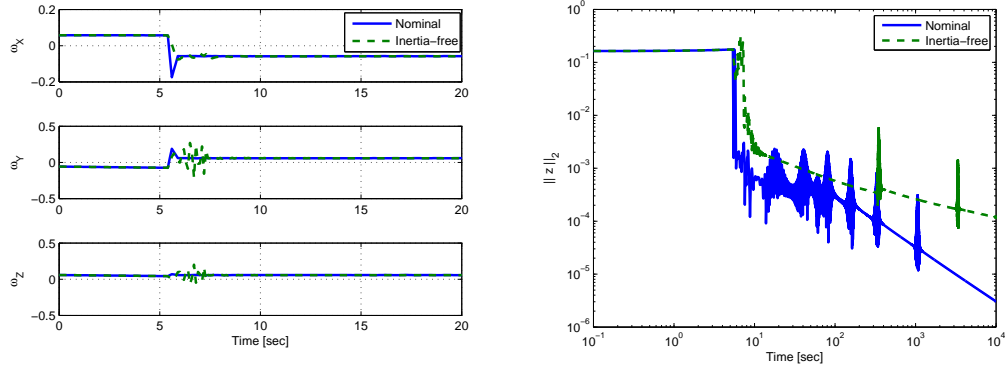 0.2
0
−0.2
ω_X
0 5 10 15 20
Nominal
Inertia−free
0.5
0
−0.5
ω_Y
0 5 10 15 20
0.5
0
−0.5
ω_Z
0 5 10 15 20
Time [sec]
10^0
10^−1
10^−2
10^−3
10^−4
10^−5
10^−6
|| z ||_2
10^−1 10^0 10^1 10^2 10^3 10^4
Time [sec]
Nominal
Inertia−free